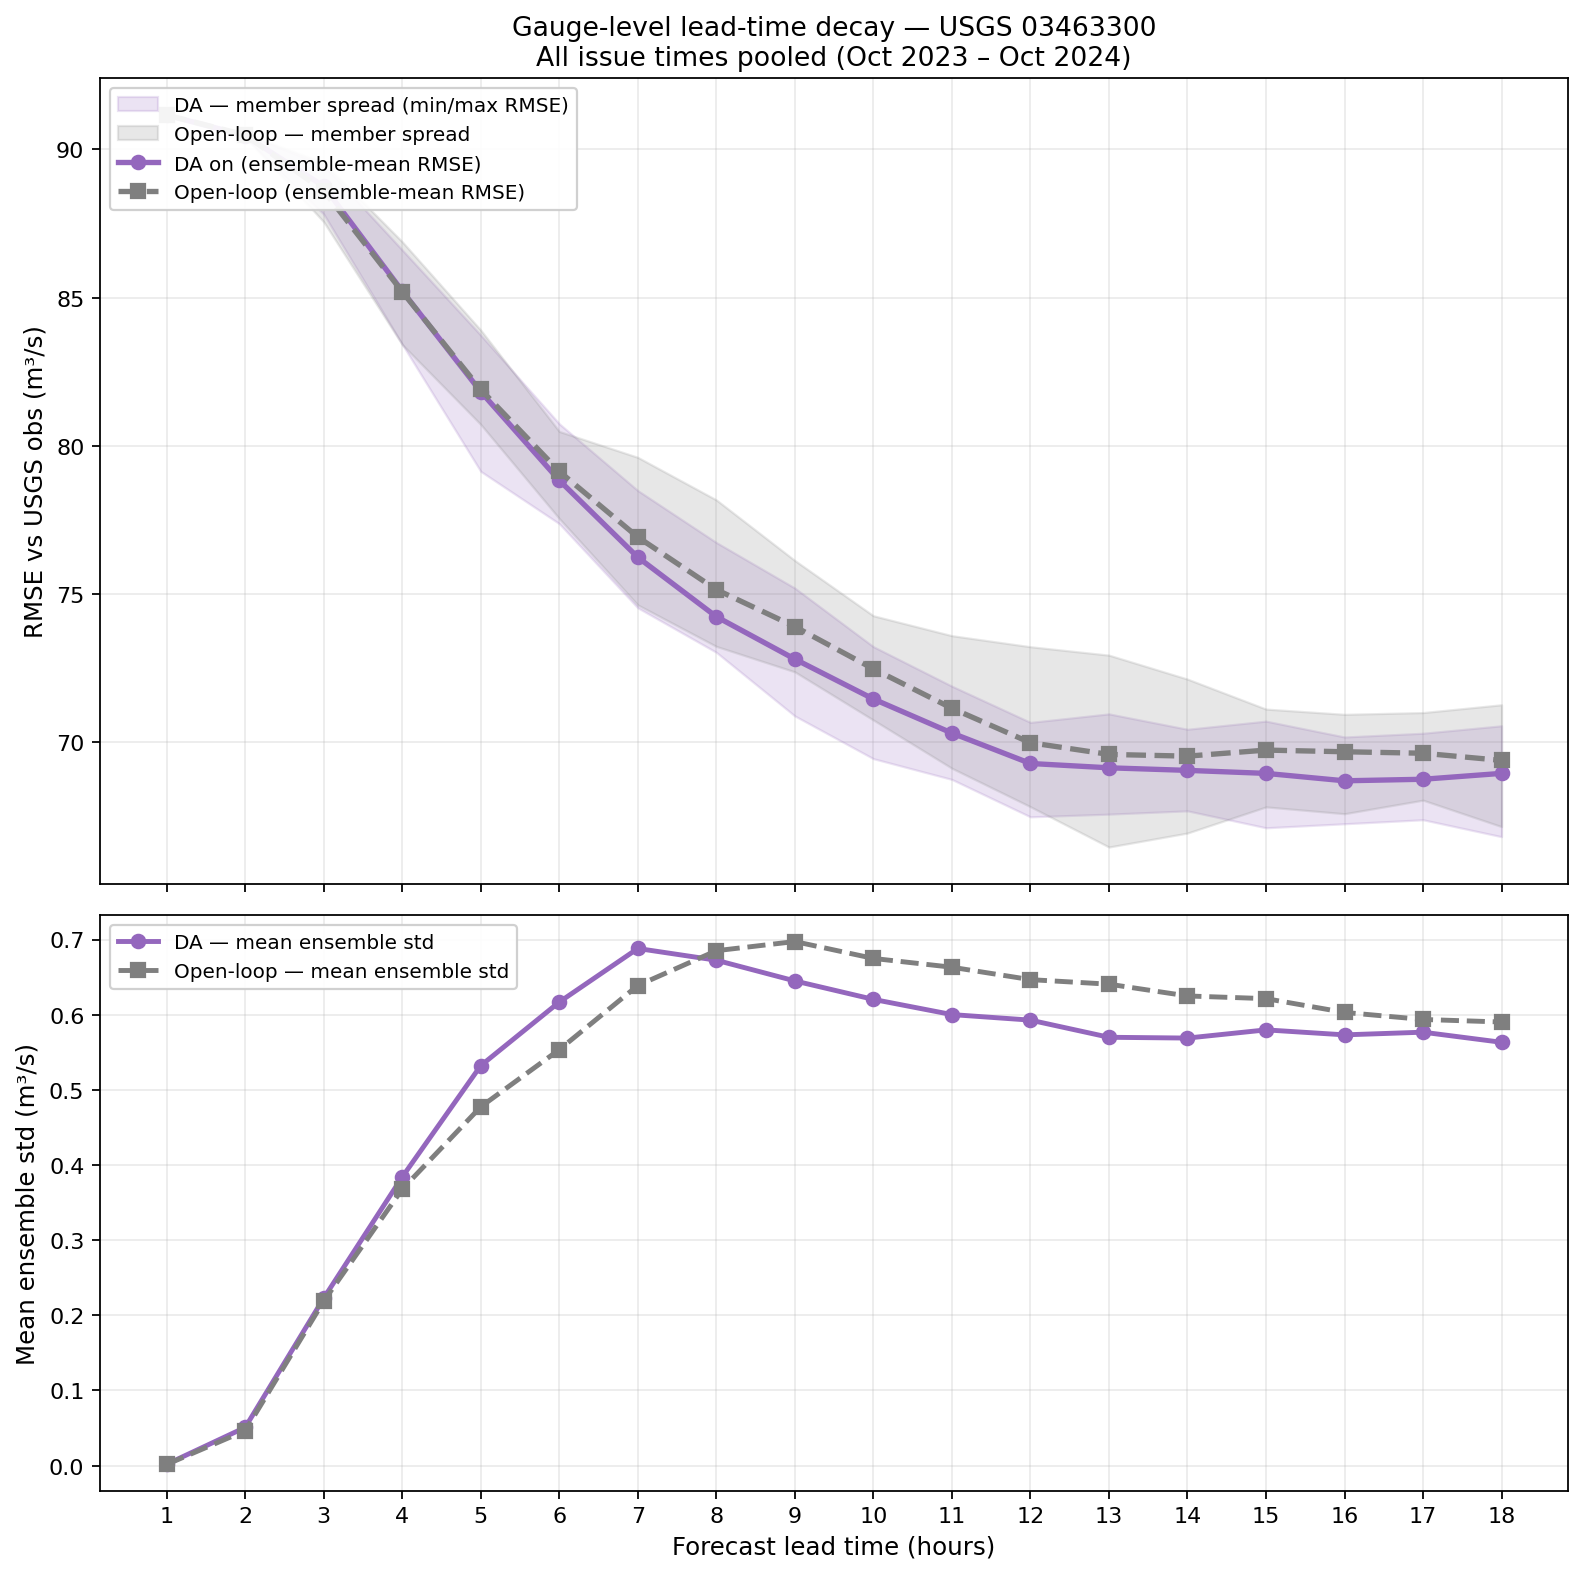 Gauge-level lead-time decay — USGS 03463300
All issue times pooled (Oct 2023 – Oct 2024)
DA — member spread (min/max RMSE)
Open-loop — member spread
DA on (ensemble-mean RMSE)
Open-loop (ensemble-mean RMSE)
RMSE vs USGS obs (m³/s)
90
85
80
75
70
DA — mean ensemble std
Open-loop — mean ensemble std
Mean ensemble std (m³/s)
0.7
0.6
0.5
0.4
0.3
0.2
0.1
0.0
1 2 3 4 5 6 7 8 9 10 11 12 13 14 15 16 17 18
Forecast lead time (hours)